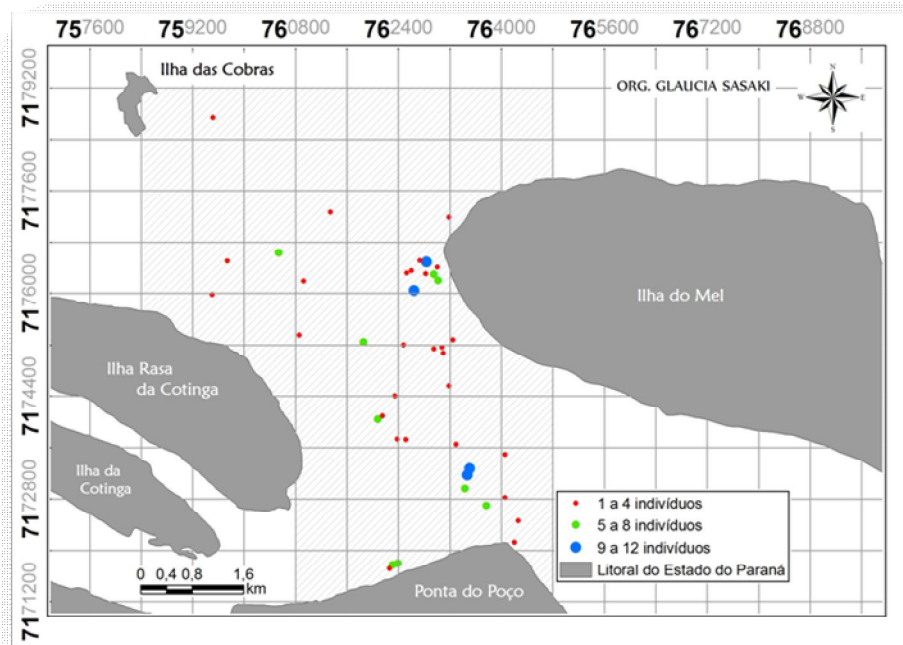 757600 759200 760800 762400 764000 765600 767200 768800
7179200
7177600
7176000
7174400
7172800
7171200
Ilha das Cobras
ORG. GLAUCIA SASAKI
N
W E
S
Ilha do Mel
Ilha Rasa
da Cotinga
Ilha da
Cotinga
1 a 4 indivíduos
5 a 8 indivíduos
9 a 12 indivíduos
Litoral do Estado do Paraná
0 0,4 0,8 1,6
km
Ponta do Poço